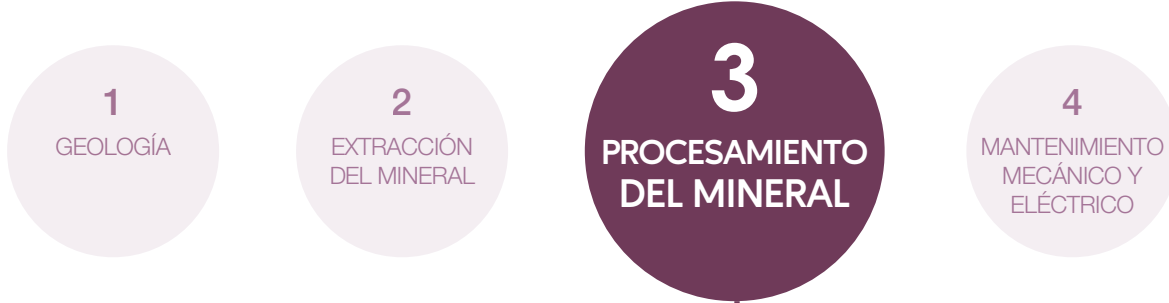 1
GEOLOGÍA
2
EXTRACCIÓN
DEL MINERAL
3
PROCESAMIENTO
DEL MINERAL
4
MANTENIMIENTO
MECÁNICO Y
ELÉCTRICO